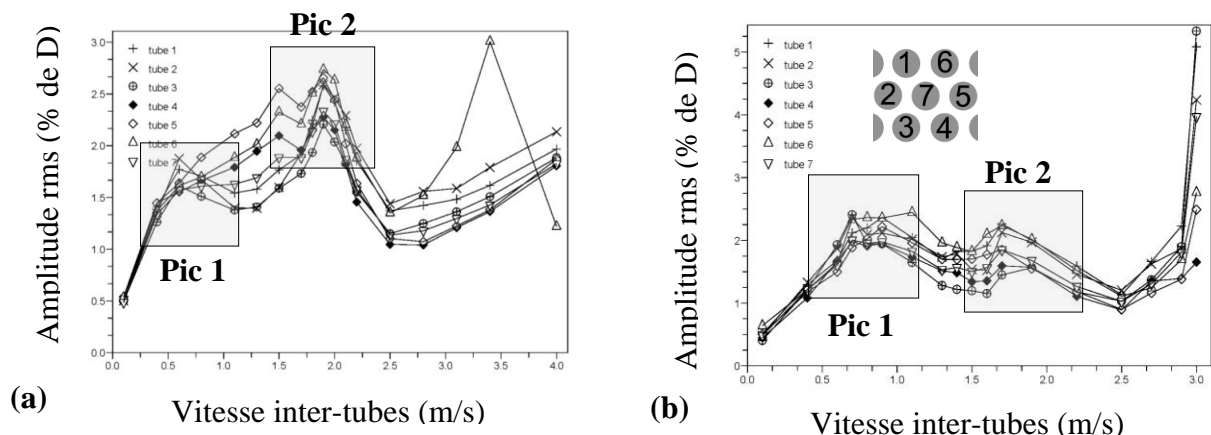 Pic 2
Amplitude rms (% de D)
3.0
2.5
2.0
1.5
1.0
0.5
0.0
tube 1
tube 2
tube 3
tube 4
tube 5
tube 6
tube 7
Pic 1
0.0 0.5 1.0 1.5 2.0 2.5 3.0 3.5 4.0
(a)
Vitesse inter-tubes (m/s)
Amplitude rms (% de D)
5
4
3
2
1
0
tube 1
tube 2
tube 3
tube 4
tube 5
tube 6
tube 7
1 6
2 7 5
3 4
Pic 2
Pic 1
0.0 0.5 1.0 1.5 2.0 2.5 3.0
(b)
Vitesse inter-tubes (m/s)